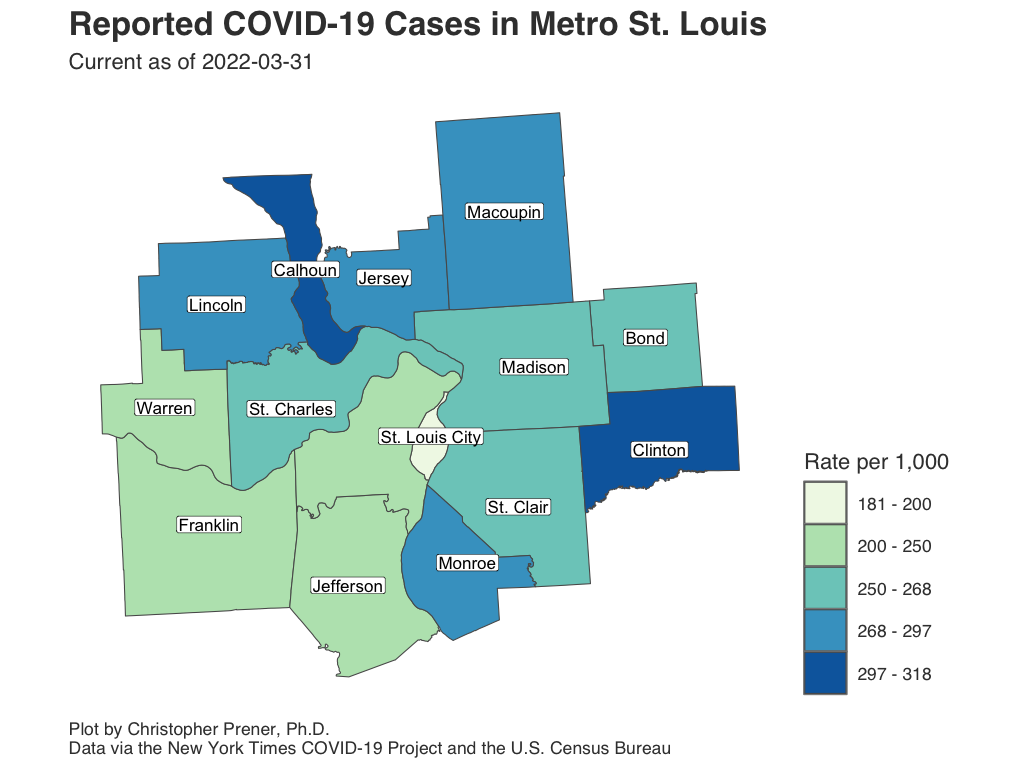 Reported COVID-19 Cases in Metro St. Louis
Current as of 2022-03-31
Macoupin
Calhoun
Jersey
Lincoln
Bond
Madison
Warren
St. Charles
St. Louis City
Clinton
Rate per 1,000
181 - 200
St. Clair
Franklin
200 - 250
Monroe
Jefferson
250 - 268
268 - 297
297 - 318
Plot by Christopher Prener, Ph.D.
Data via the New York Times COVID-19 Project and the U.S. Census Bureau